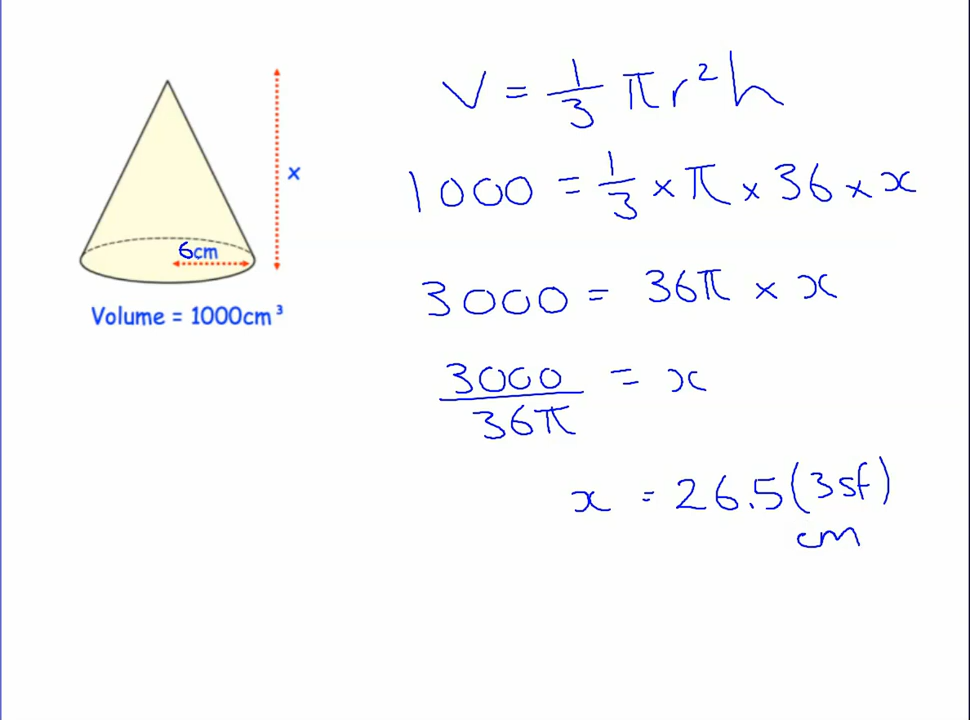 V = 1/3 πr²h
x
1000 = 1/3 × π × 36 × x
6cm
3000 = 36π × x
Volume = 1000cm³
3000/36π = x
x = 26.5 (3sf)
cm